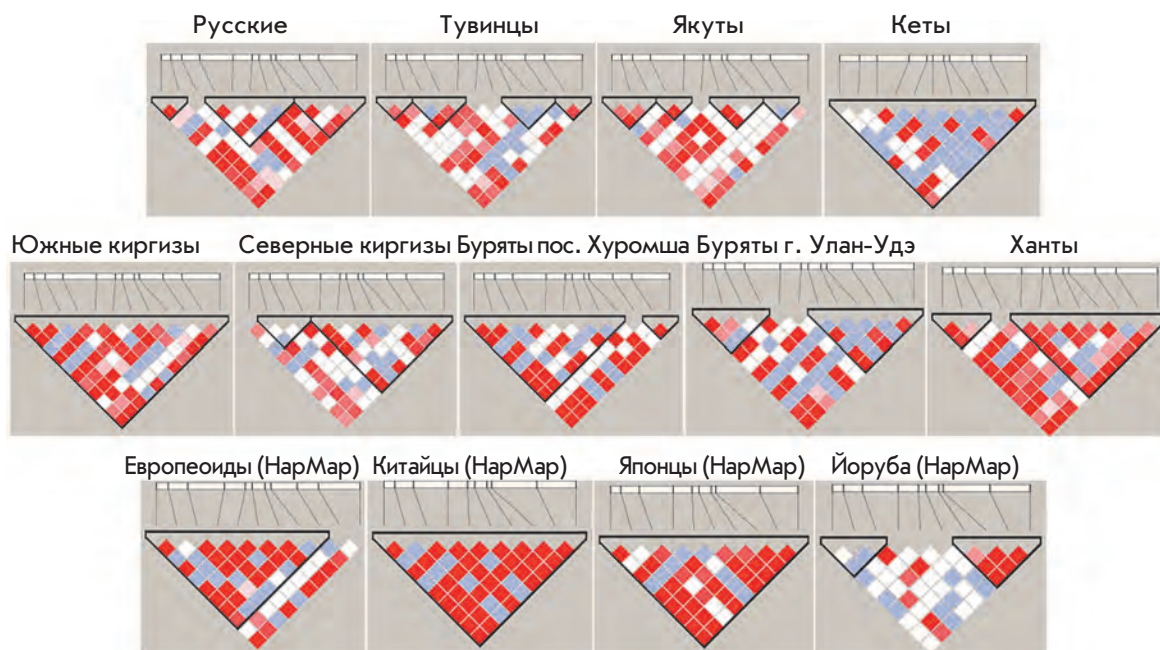 Русские Тувинцы Якуты Кеты
Южные киргизы Северные киргизы Буряты пос. Хуромша Буряты г. Улан-Удэ Ханты
Европеоиды (HapMap) Китайцы (HapMap) Японцы (HapMap) Йоруба (HapMap)